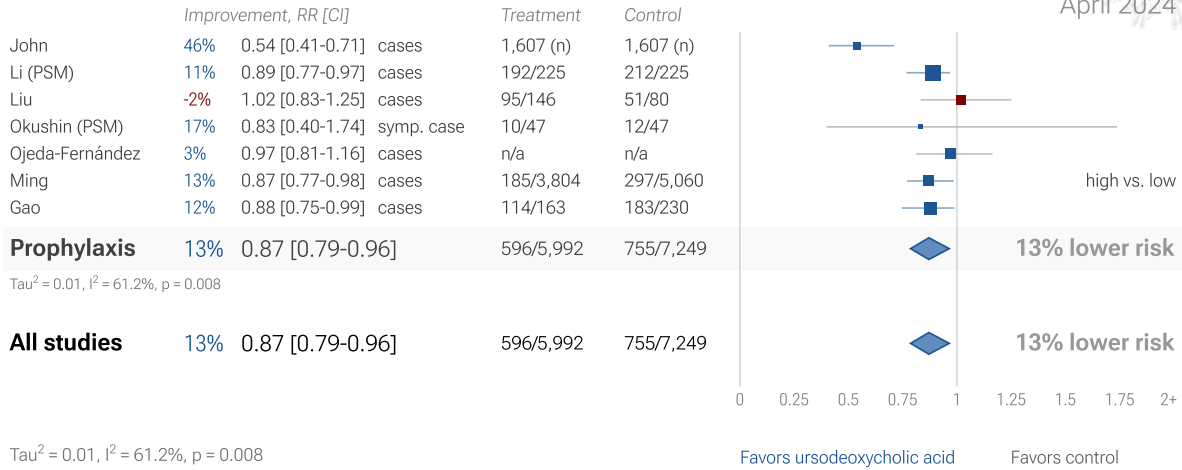 April 2024
Improvement, RR [CI] Treatment Control
John 46% 0.54 [0.41-0.71] cases 1,607 (n) 1,607 (n)
Li (PSM) 11% 0.89 [0.77-0.97] cases 192/225 212/225
Liu -2% 1.02 [0.83-1.25] cases 95/146 51/80
Okushin (PSM) 17% 0.83 [0.40-1.74] symp. case 10/47 12/47
Ojeda-Fernández 3% 0.97 [0.81-1.16] cases n/a n/a
Ming 13% 0.87 [0.77-0.98] cases 185/3,804 297/5,060 high vs. low
Gao 12% 0.88 [0.75-0.99] cases 114/163 183/230
Prophylaxis 13% 0.87 [0.79-0.96] 596/5,992 755/7,249 13% lower risk
Tau² = 0.01, I² = 61.2%, p = 0.008
All studies 13% 0.87 [0.79-0.96] 596/5,992 755/7,249 13% lower risk
0 0.25 0.5 0.75 1 1.25 1.5 1.75 2+
Tau² = 0.01, I² = 61.2%, p = 0.008 Favors ursodeoxycholic acid Favors control